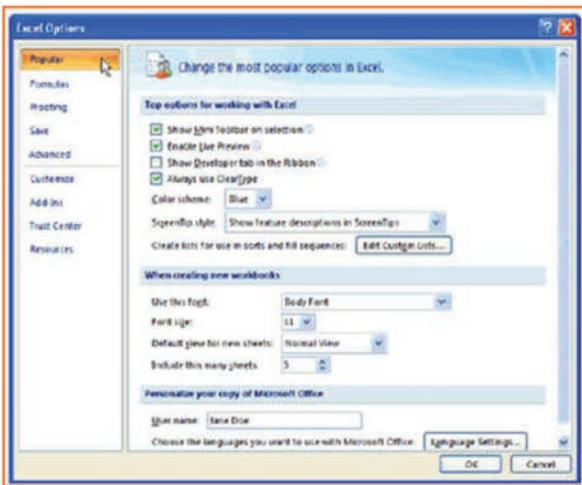 Excel Options
Popular
Formulas
Proofing
Save
Advanced
Customize
Add-Ins
Trust Center
Resources
Change the most popular options in Excel.
Top options for working with Excel
Show Mini Toolbar on selection
Enable Live Preview
Show Developer tab in the Ribbon
Always use ClearType
Color scheme: Blue
ScreenTip style: Show feature descriptions in ScreenTips
Create lists for use in sorts and fill sequences: Edit Custom Lists...
When creating new workbooks
Use this font: Body Font
Font size: 11
Default view for new sheets: Normal View
Include this many sheets:
Personalize your copy of Microsoft Office
User name: Jane Doe
Choose the languages you want to use with Microsoft Office: Language Settings...
OK Cancel